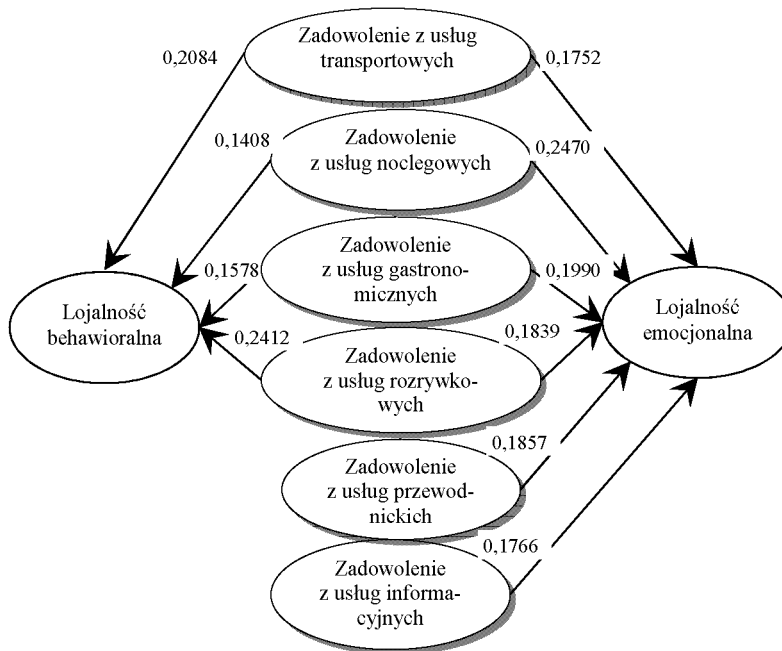 Zadowolenie z usług
transportowych
0,2084
0,1752
Zadowolenie
z usług noclegowych
0,1408
0,2470
Zadowolenie
z usług gastrono-
micznych
0,1578
0,1990
Lojalność
behawioralna
Lojalność
emocjonalna
0,2412
0,1839
Zadowolenie
z usług rozrywko-
wych
0,1857
Zadowolenie
z usług przewod-
nickich
0,1766
Zadowolenie
z usług informa-
cyjnych